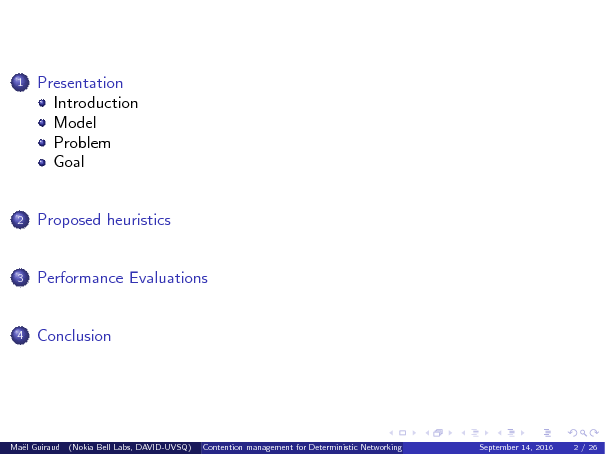 1 Presentation
Introduction
Model
Problem
Goal
2 Proposed heuristics
3 Performance Evaluations
4 Conclusion
Maël Guiraud (Nokia Bell Labs, DAVID-UVSQ) Contention management for Deterministic Networking September 14, 2016 2 / 26